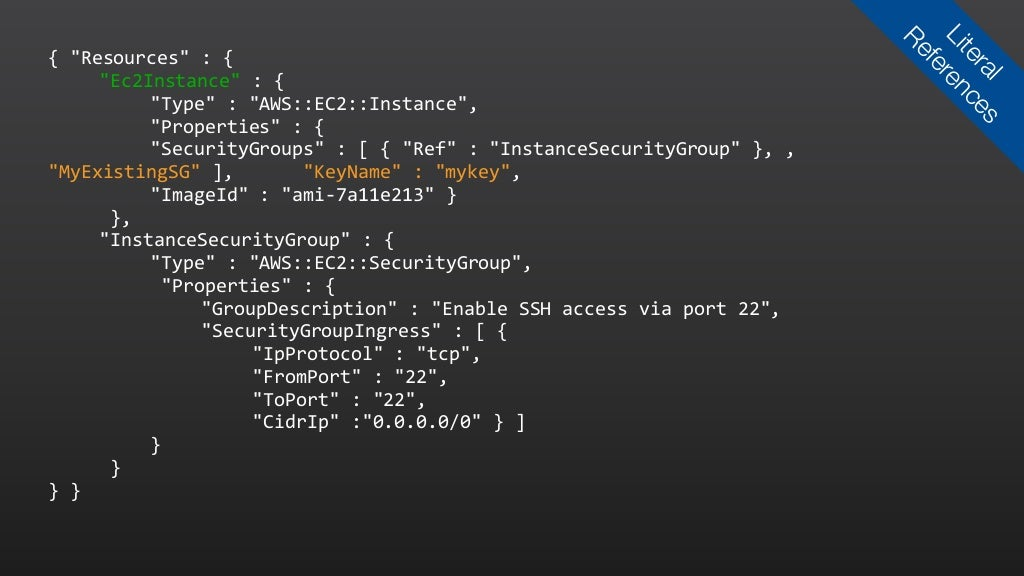 { "Resources" : {
"Ec2Instance" : {
"Type" : "AWS::EC2::Instance",
"Properties" : {
"SecurityGroups" : [ { "Ref" : "InstanceSecurityGroup" }, ,
"MyExistingSG" ], "KeyName" : "mykey",
"ImageId" : "ami-7a11e213" }
},
"InstanceSecurityGroup" : {
"Type" : "AWS::EC2::SecurityGroup",
"Properties" : {
"GroupDescription" : "Enable SSH access via port 22",
"SecurityGroupIngress" : [ {
"IpProtocol" : "tcp",
"FromPort" : "22",
"ToPort" : "22",
"CidrIp" :"0.0.0.0/0" } ]
}
}
} }
Literal
References